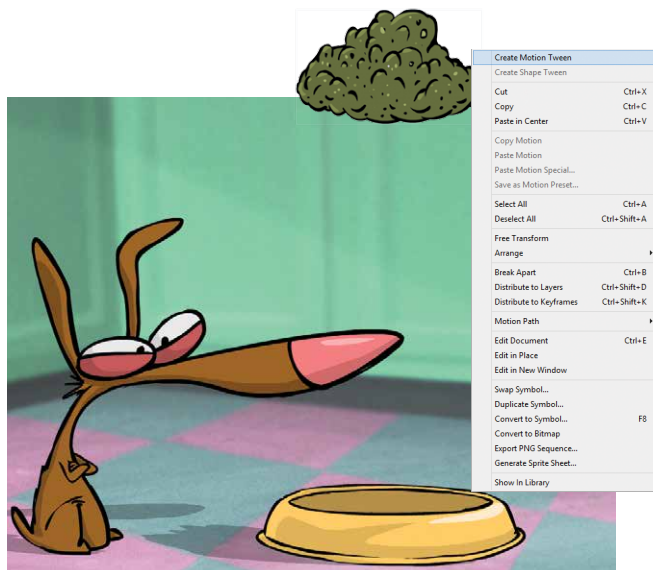 Create Motion Tween
Create Shape Tween
Cut Ctrl+X
Copy Ctrl+C
Paste in Center Ctrl+V
Copy Motion
Paste Motion
Paste Motion Special...
Save as Motion Preset...
Select All Ctrl+A
Deselect All Ctrl+Shift+A
Free Transform
Arrange
Break Apart Ctrl+B
Distribute to Layers Ctrl+Shift+D
Distribute to Keyframes Ctrl+Shift+K
Motion Path
Edit Document Ctrl+E
Edit in Place
Edit in New Window
Swap Symbol...
Duplicate Symbol...
Convert to Symbol... F8
Convert to Bitmap
Export PNG Sequence...
Generate Sprite Sheet...
Show In Library